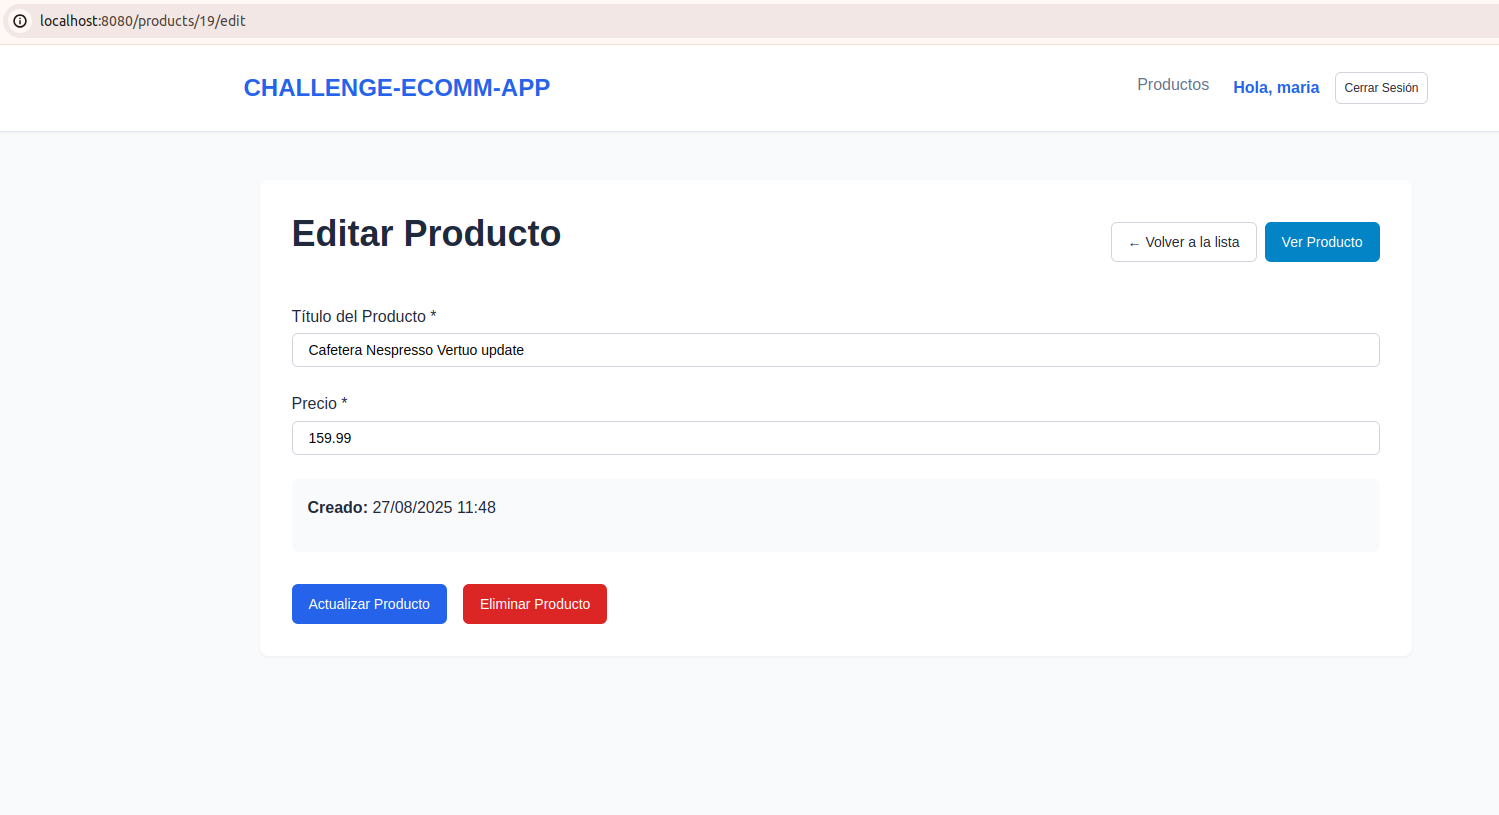 localhost:8080/products/19/edit
CHALLENGE-ECOMM-APP
Productos
Hola, maria
Cerrar Sesión
Editar Producto
← Volver a la lista
Ver Producto
Título del Producto *
Cafetera Nespresso Vertuo update
Precio *
159.99
Creado: 27/08/2025 11:48
Actualizar Producto
Eliminar Producto